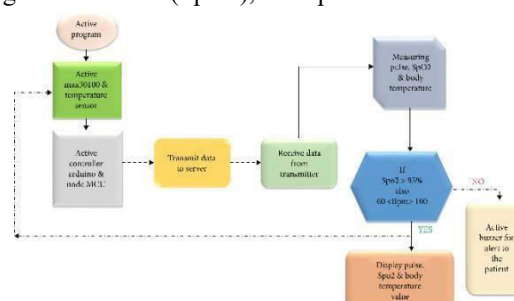 Active
program
Active
max30100 &
temperature
sensor
Active
controller
arduino &
node MCU
Transmit data
to server
Receive data
from
transmitter
Measuring
pulse, SpO2
& body
temperature
If
Spo2 > 95%
also
60 <Bpm> 100
NO
YES
Active
buzzer for
alert to
the
patient
Display pulse,
Spo2 & body
temperature
value